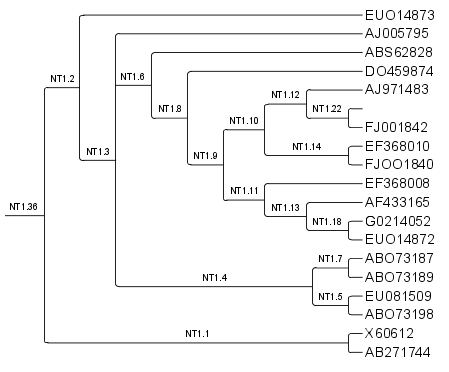 EUO14873
AJ005795
ABS62828
NT1.6
NT1.2
DO459874
AJ971483
NT1.12
NT1.8
NT1.22
NT1.10
FJ001842
EF368010
NT1.14
NT1.3
NT1.9
FJOO1840
EF368008
NT1.11
AF433165
NT1.13
NT1.36
NT1.18
G0214052
EUO14872
NT1.7
ABO73187
NT1.4
ABO73189
NT1.5
EU081509
ABO73198
NT1.1
X60612
AB271744